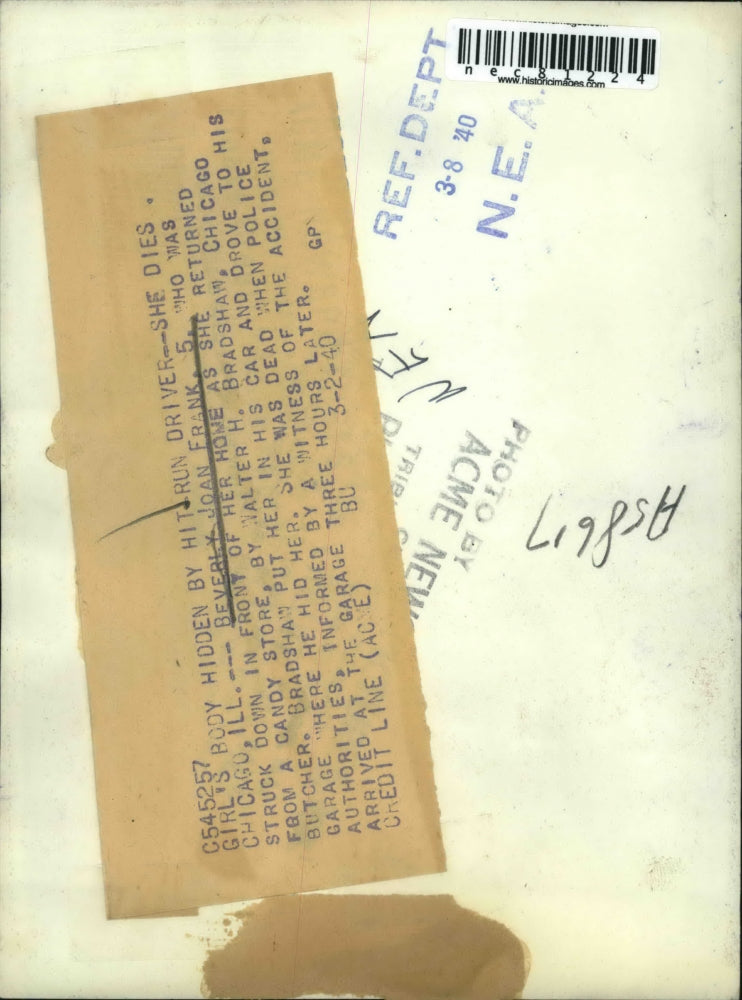 C545257
GIRL'S BODY HIDDEN BY HIT-RUN DRIVER--SHE DIES .
CHICAGO, ILL.--- BEVERLY JOAN FRANK, 5, WHO WAS
STRUCK DOWN IN FRONT OF HER HOME AS SHE RETURNED
FROM A CANDY STORE, BY WALTER H. BRADSHAW, CHICAGO
BUTCHER. BRADSHAW PUT HER IN HIS CAR AND DROVE TO HIS
GARAGE WHERE HE HID HER. SHE WAS DEAD WHEN POLICE
AUTHORITIES, INFORMED BY A WITNESS OF THE ACCIDENT,
ARRIVED AT THE GARAGE THREE HOURS LATER. GP
CREDIT LINE (ACME) BU 3-2-40
REF. DEPT
3-8 '40
N. E. A.
nec81224
www.historicimages.com
PHOTO BY
ACME NEW
TRIB